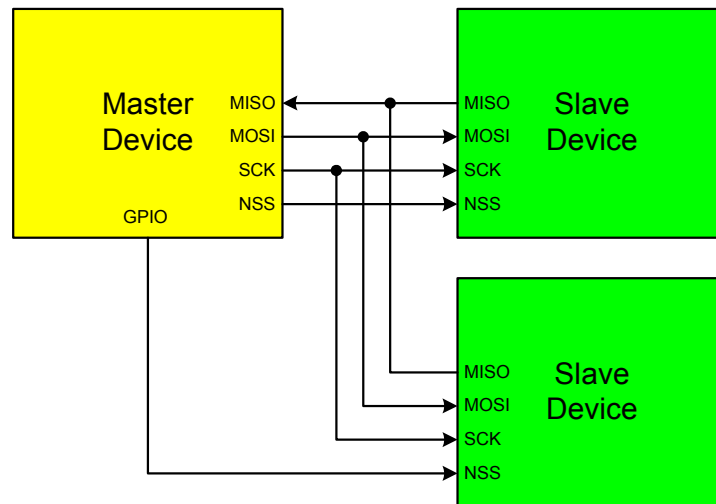 Master
Device
MISO
MOSI
SCK
NSS
GPIO
MISO
MOSI
SCK
NSS
Slave
Device
MISO
MOSI
SCK
NSS
Slave
Device